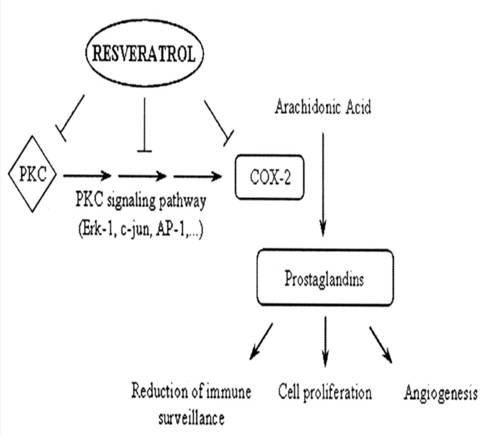 RESVERATROL
Arachidonic Acid
PKC
COX-2
PKC signaling pathway
(Erk-1, c-jun, AP-1,...)
Prostaglandins
Reduction of immune
surveillance
Cell proliferation
Angiogenesis